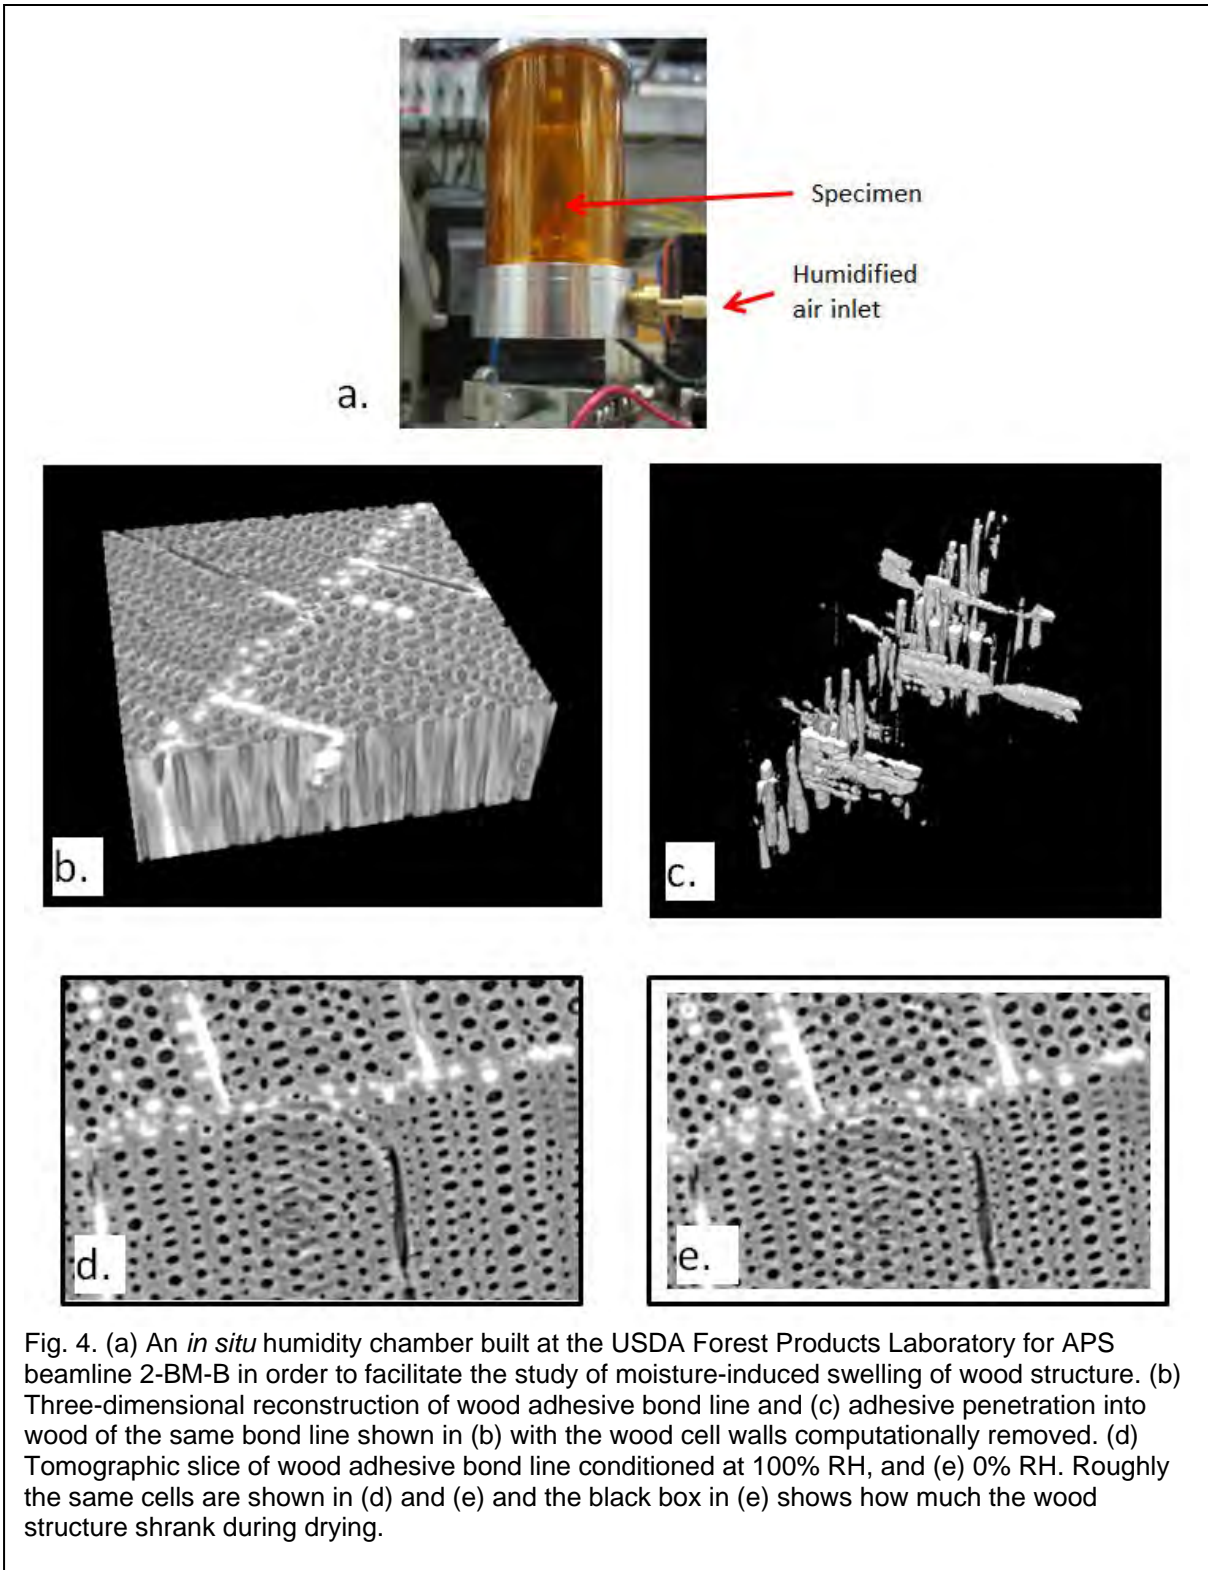 Specimen
Humidified
air inlet
a.
b.
c.
d.
e.
Fig. 4. (a) An in situ humidity chamber built at the USDA Forest Products Laboratory for APS
beamline 2-BM-B in order to facilitate the study of moisture-induced swelling of wood structure. (b)
Three-dimensional reconstruction of wood adhesive bond line and (c) adhesive penetration into
wood of the same bond line shown in (b) with the wood cell walls computationally removed. (d)
Tomographic slice of wood adhesive bond line conditioned at 100% RH, and (e) 0% RH. Roughly
the same cells are shown in (d) and (e) and the black box in (e) shows how much the wood
structure shrank during drying.